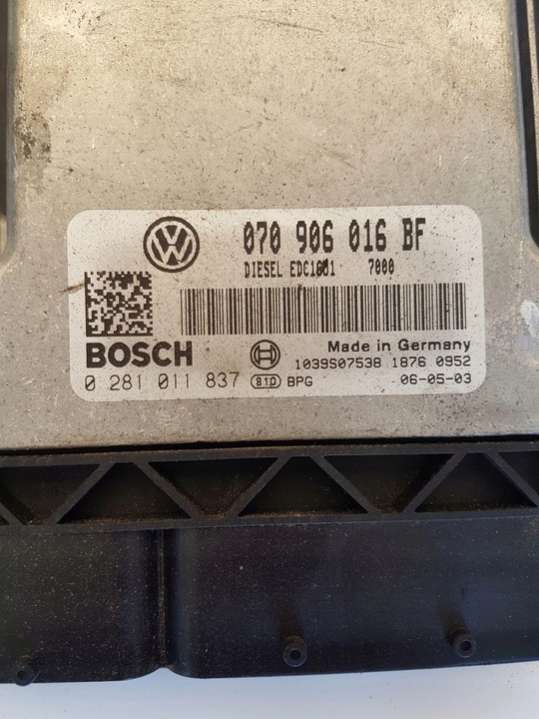 070 906 016 BF
DIESEL EDC16U1 7000
BOSCH
Made in Germany
1039S07538 1876 0952
0 281 011 837 810 BPG 06-05-03